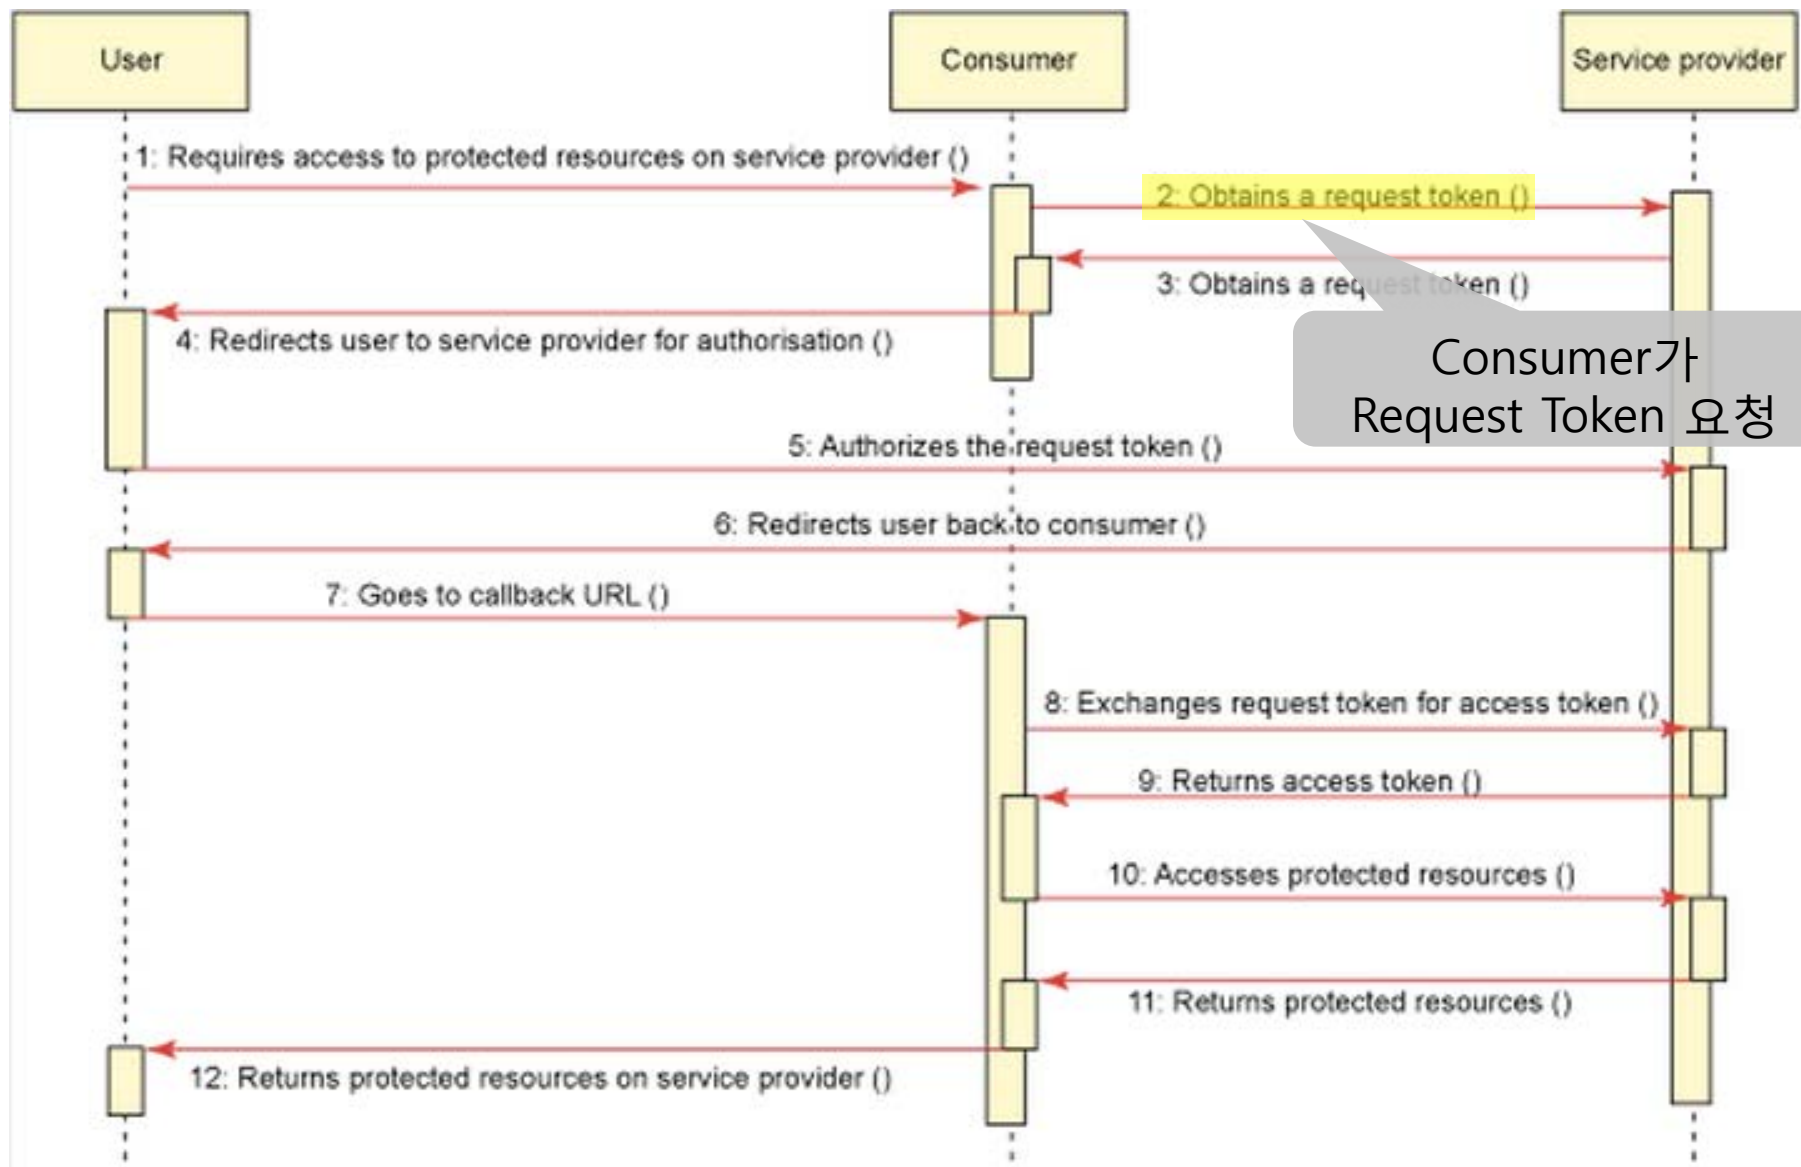 User
Consumer
Service provider
1: Requires access to protected resources on service provider ()
2: Obtains a request token ()
3: Obtains a request token ()
4: Redirects user to service provider for authorisation ()
Consumer가
Request Token 요청
5: Authorizes the request token ()
6: Redirects user back to consumer ()
7: Goes to callback URL ()
8: Exchanges request token for access token ()
9: Returns access token ()
10: Accesses protected resources ()
11: Returns protected resources ()
12: Returns protected resources on service provider ()